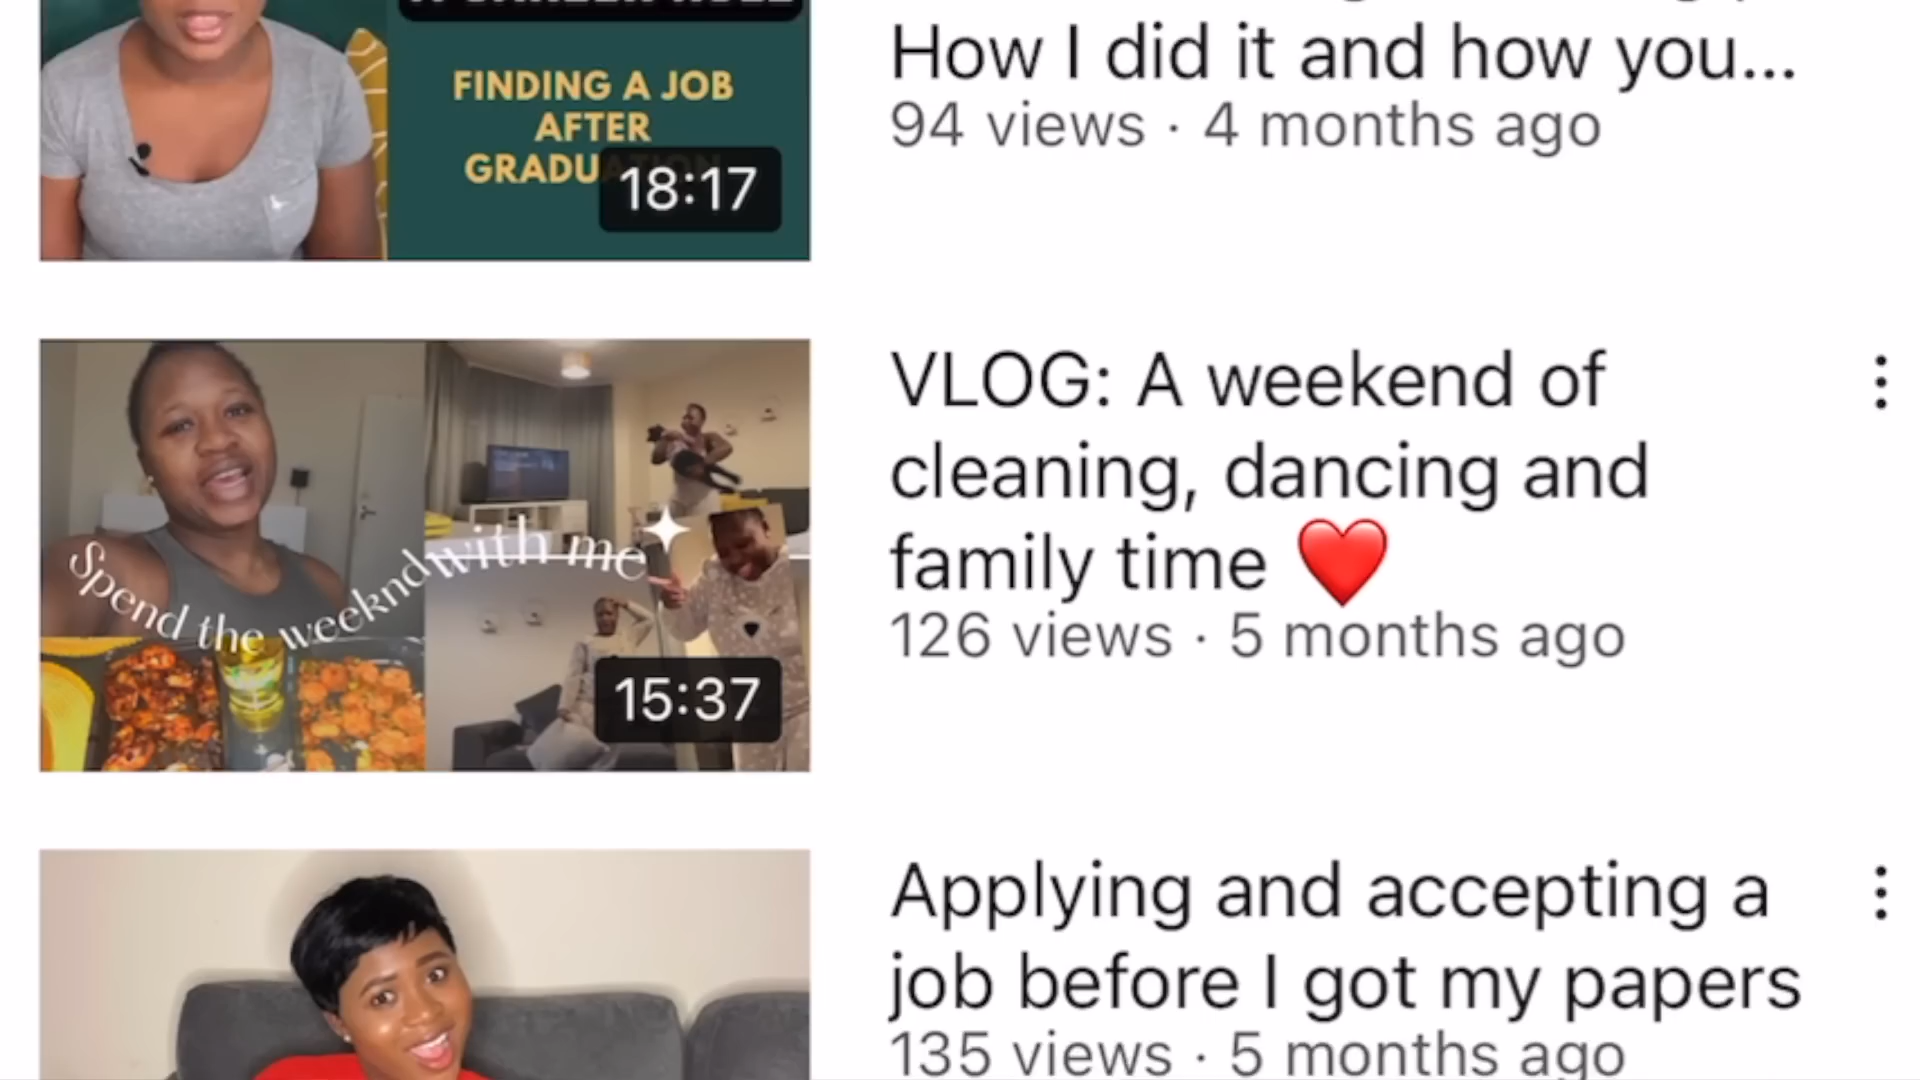 How I did it and how you...
94 views · 4 months ago
FINDING A JOB
AFTER
18:17
VLOG: A weekend of
cleaning, dancing and
family time ❤️
126 views · 5 months ago
Spend the weeknd with me
15:37
Applying and accepting a
job before I got my papers
135 views · 5 months ago